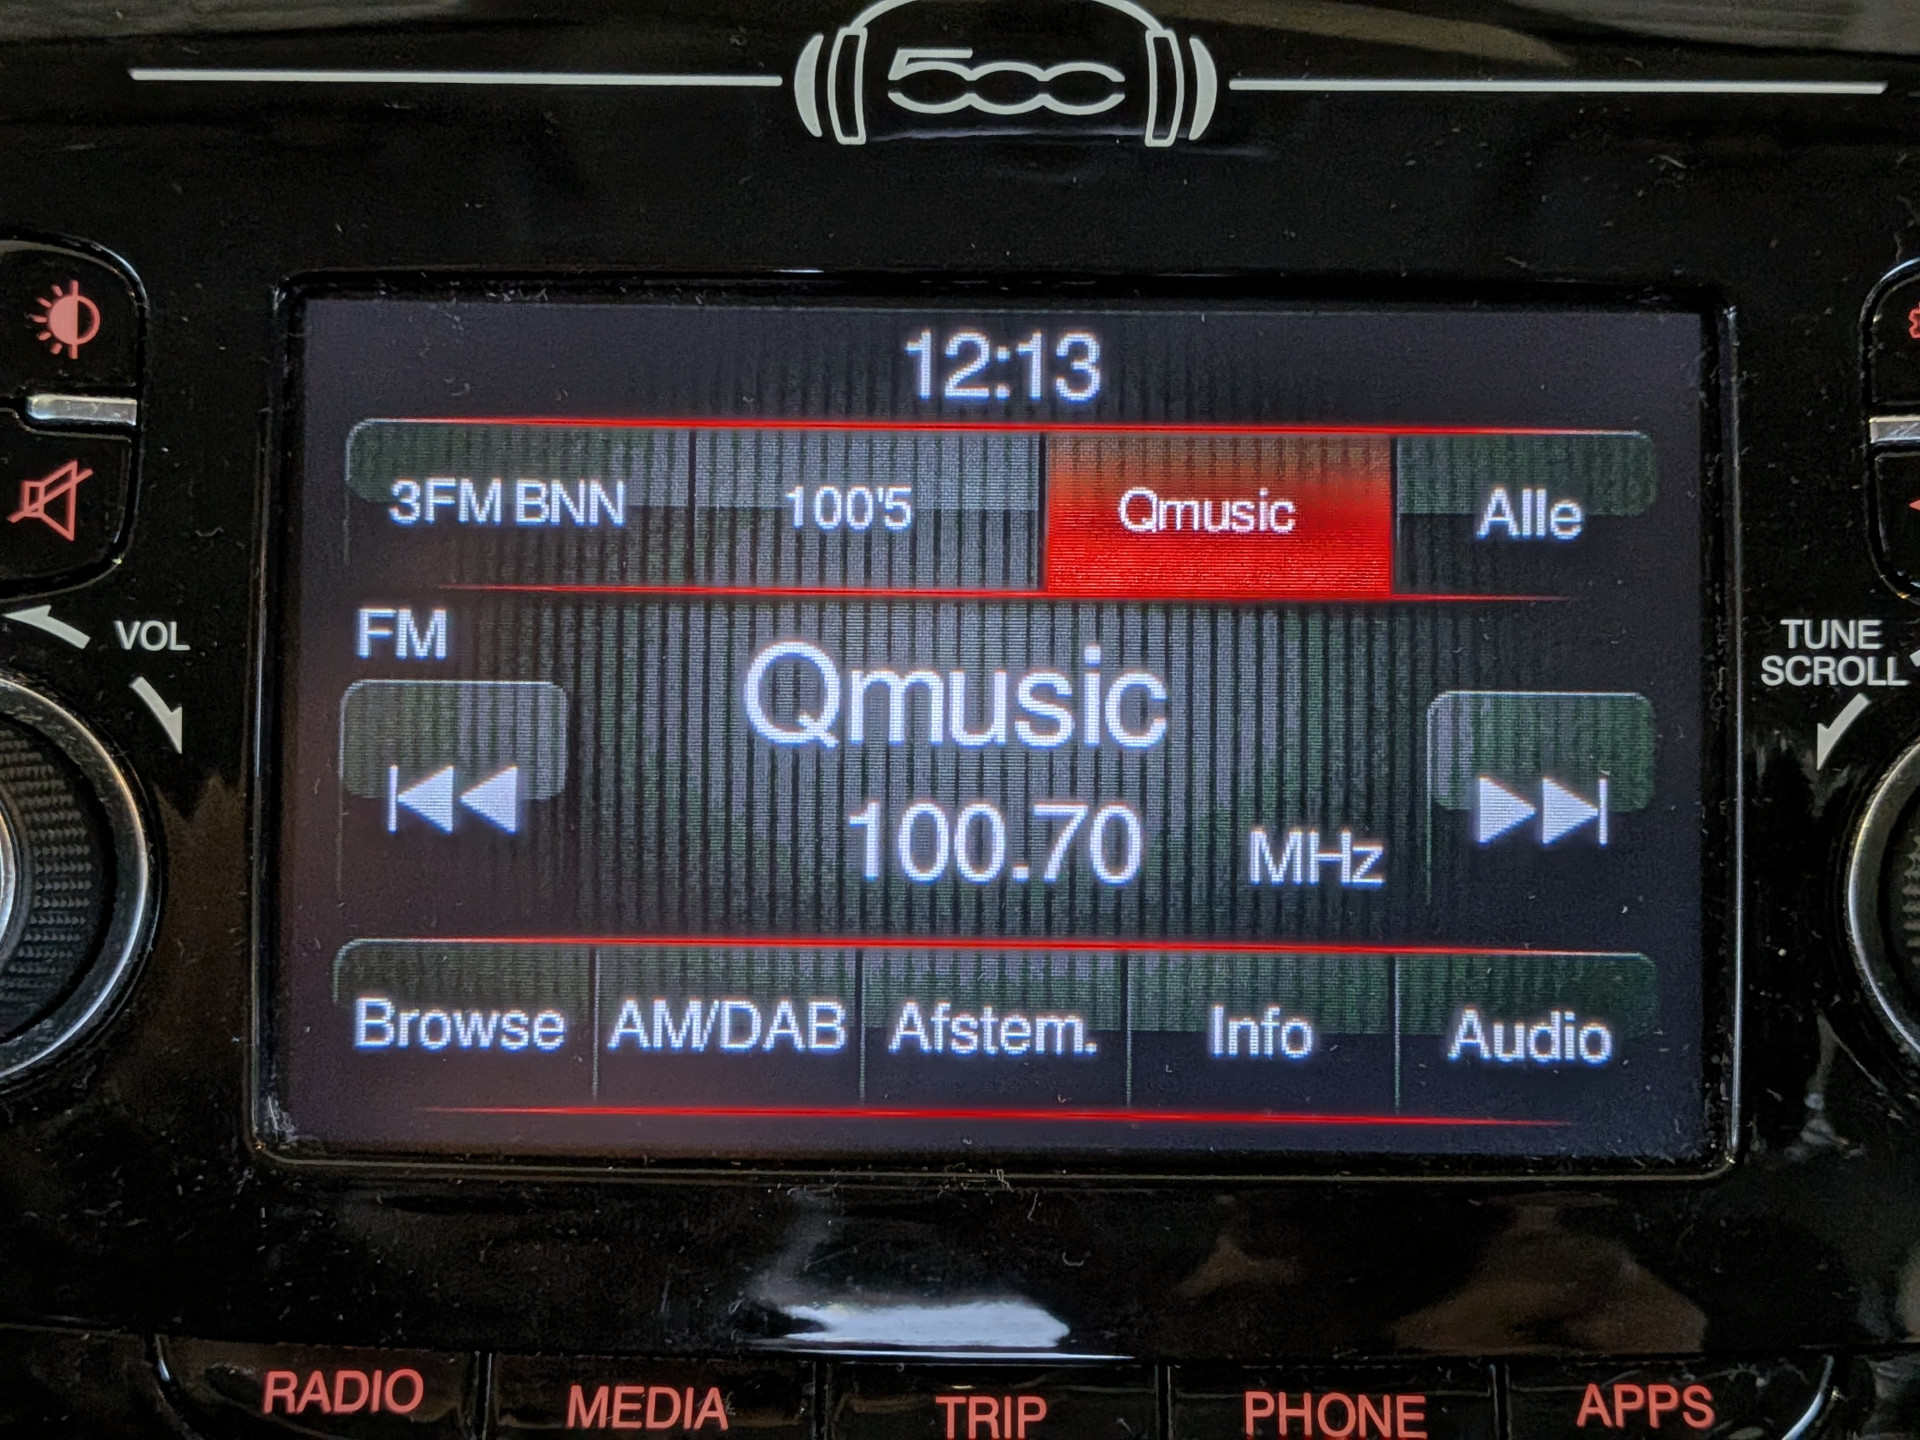 500
12:13
3FM BNN 100'5 Qmusic Alle
FM
VOL
Qmusic
TUNE
SCROLL
100.70 MHz
Browse AM/DAB Afstem. Info Audio
RADIO MEDIA TRIP PHONE APPS